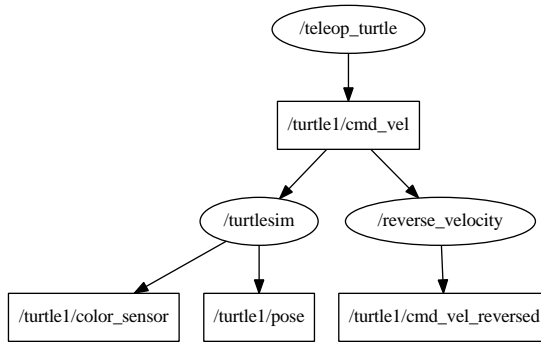 /teleop_turtle
/turtle1/cmd_vel
/turtlesim
/reverse_velocity
/turtle1/color_sensor
/turtle1/pose
/turtle1/cmd_vel_reversed